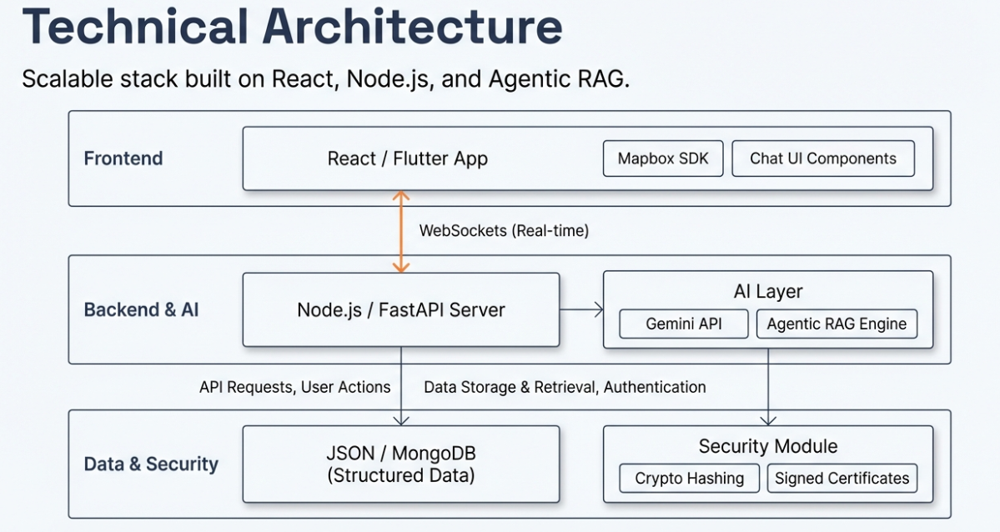 Technical Architecture
Scalable stack built on React, Node.js, and Agentic RAG.
Frontend
React / Flutter App
Mapbox SDK
Chat UI Components
WebSockets (Real-time)
Backend & AI
Node.js / FastAPI Server
AI Layer
Gemini API
Agentic RAG Engine
API Requests, User Actions
Data Storage & Retrieval, Authentication
Data & Security
JSON / MongoDB
(Structured Data)
Security Module
Crypto Hashing
Signed Certificates